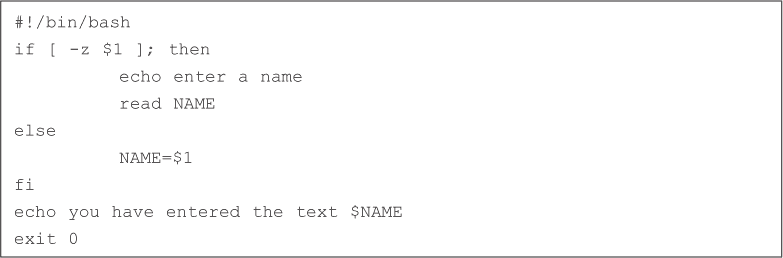 #!/bin/bash
if [ -z $1 ]; then
echo enter a name
read NAME
else
NAME=$1
fi
echo you have entered the text $NAME
exit 0